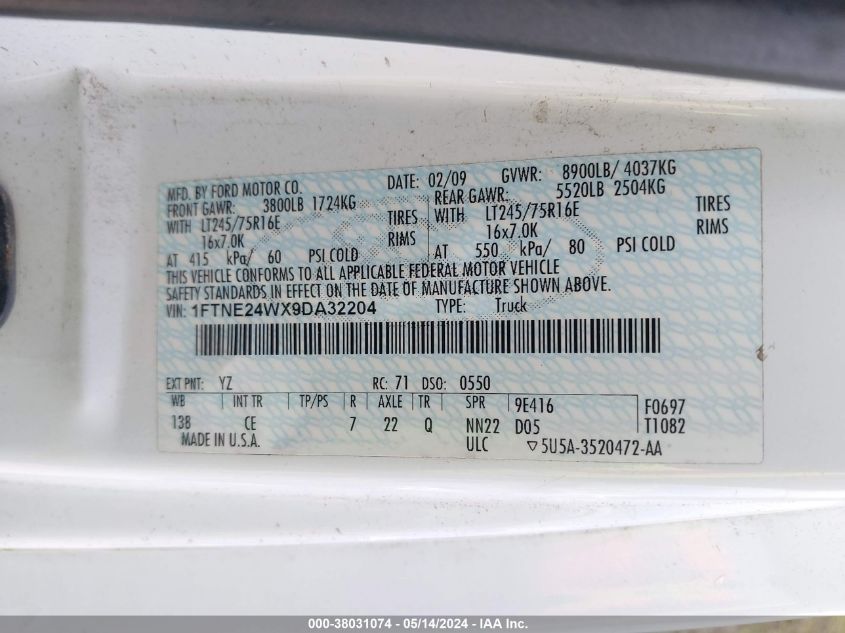 MFD. BY FORD MOTOR CO. DATE: 02/09 GVWR: 8900LB/ 4037KG
FRONT GAWR: 3800LB 1724KG REAR GAWR: 5520LB 2504KG
WITH LT245/75R16E TIRES WITH LT245/75R16E TIRES
16x7.0K RIMS 16x7.0K RIMS
AT 415 kPa/ 60 PSI COLD AT 550 kPa/ 80 PSI COLD
THIS VEHICLE CONFORMS TO ALL APPLICABLE FEDERAL MOTOR VEHICLE
SAFETY STANDARDS IN EFFECT ON THE DATE OF MANUFACTURE SHOWN ABOVE.
VIN: 1FTNE24WX9DA32204 TYPE: Truck
EXT PNT: YZ RC: 71 DSO: 0550
WB INT TR TP/PS R AXLE TR SPR 9E416 F0697
138 CE 7 22 Q NN22 D05 T1082
MADE IN U.S.A. ULC ▽5U5A-3520472-AA
000-38031074 - 05/14/2024 - IAA Inc.